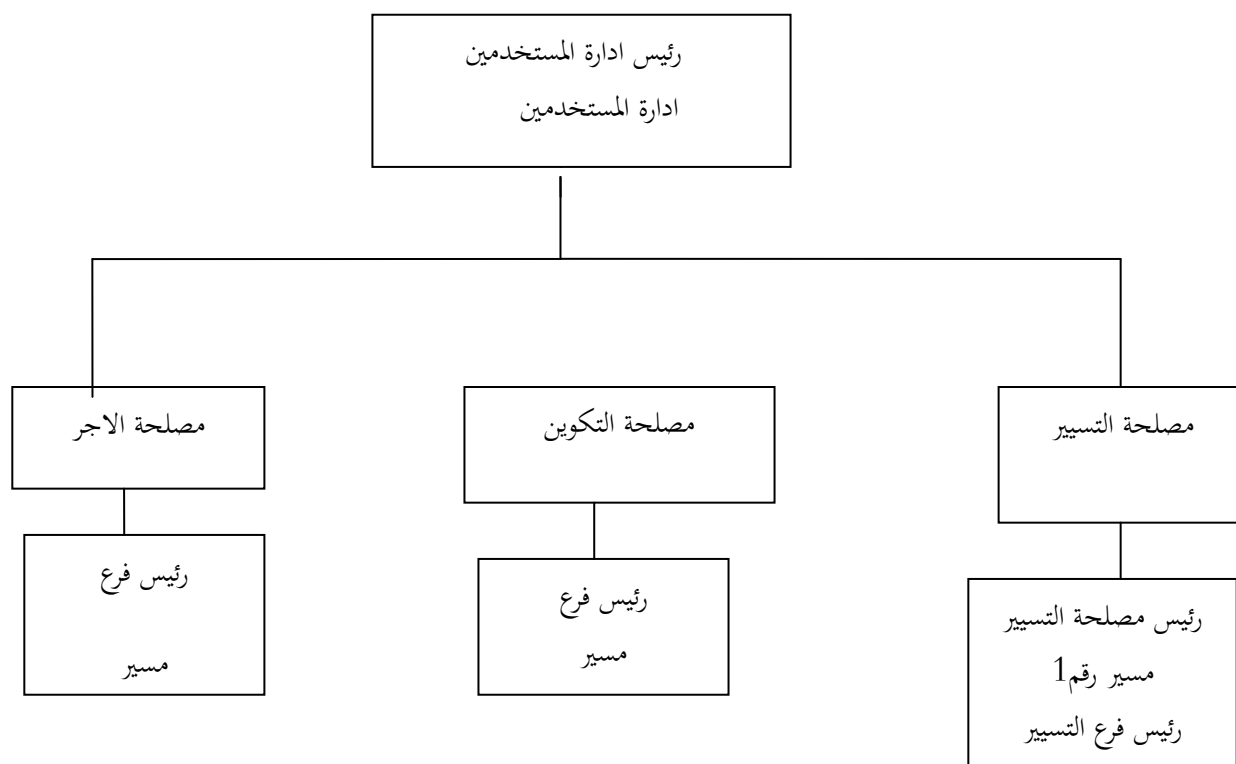 رئيس ادارة المستخدمين
ادارة المستخدمين
مصلحة التسيير
مصلحة التكوين
مصلحة الاجر
رئيس مصلحة التسيير
مسير رقم1
رئيس فرع التسيير
رئيس فرع
مسير
رئيس فرع
مسير